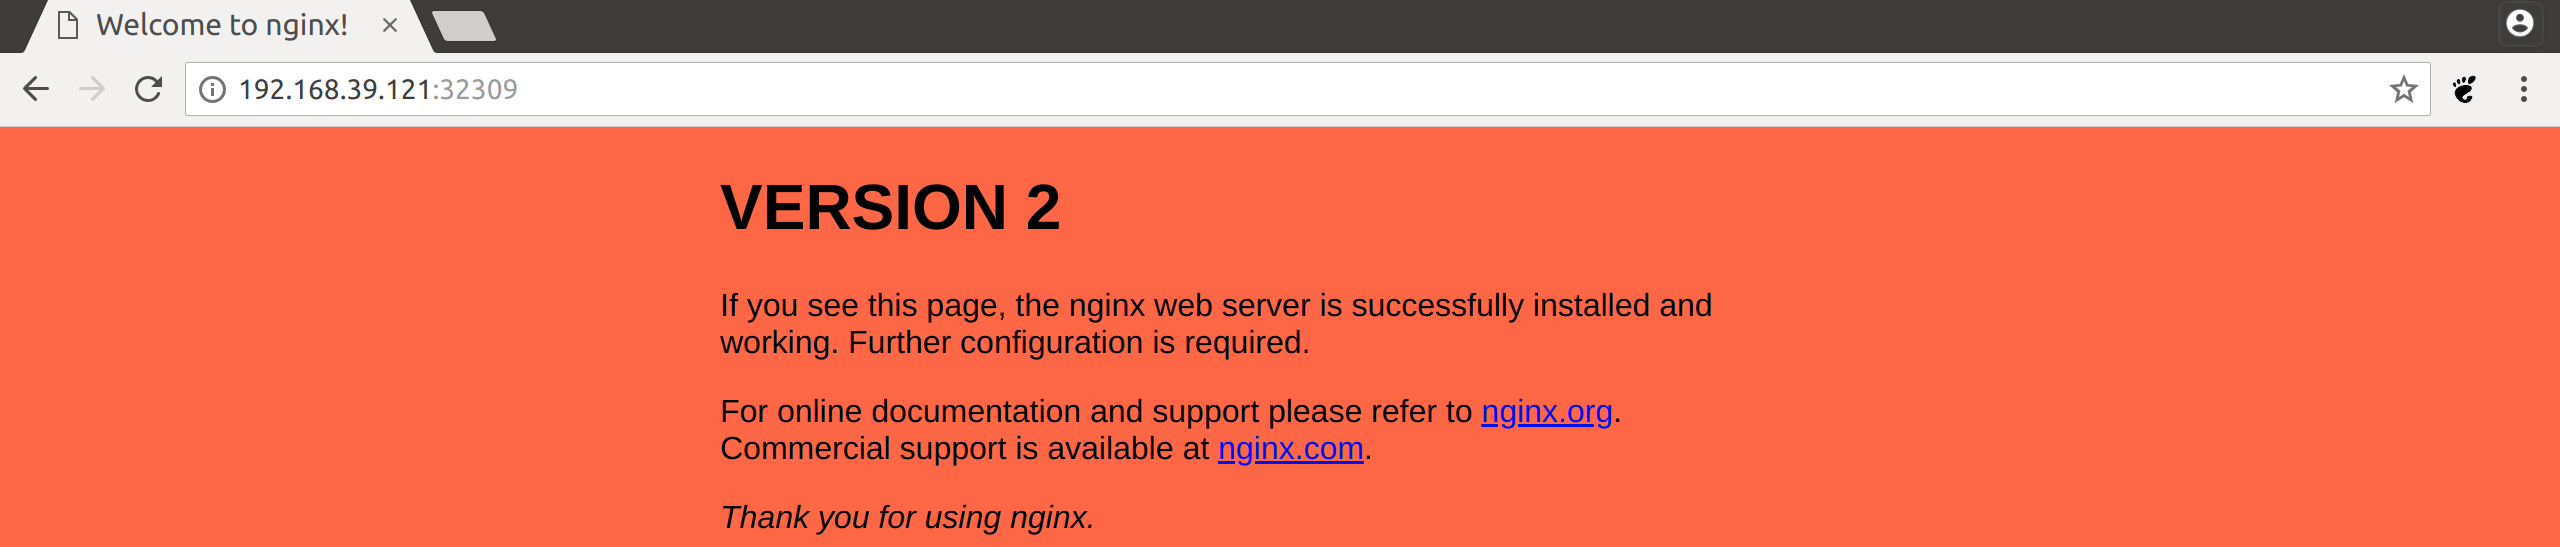 Welcome to nginx!
192.168.39.121:32309
VERSION 2
If you see this page, the nginx web server is successfully installed and
working. Further configuration is required.
For online documentation and support please refer to nginx.org.
Commercial support is available at nginx.com.
Thank you for using nginx.